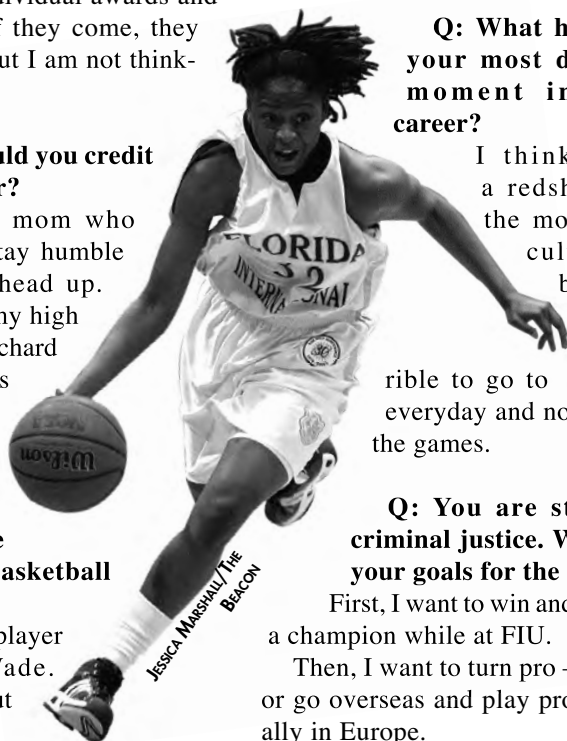 dividual awards and
they come, they
ut I am not think-
uld you credit
r?
mom who
tay humble
head up.
ny high
chard
s
e
asketball
player
ade.
ut
FLORIDA
32
INTERNATIONAL
Wilson
JESSICA MARSHALL/THE
BEACON
Q: What h
your most d
moment in
career?
I think
a redsh
the mo
cul
b
rible to go to
everyday and no
the games.
Q: You are st
criminal justice. W
your goals for the
First, I want to win and
a champion while at FIU.
Then, I want to turn pro –
or go overseas and play pro
ally in Europe.